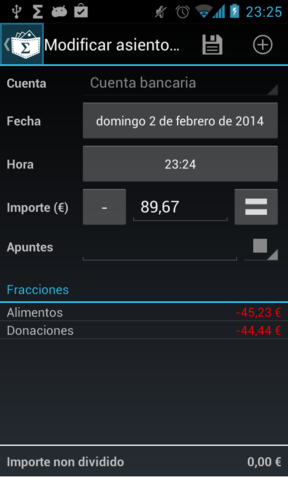 23:25
Modificar asiento...
Cuenta Cuenta bancaria
Fecha domingo 2 de febrero de 2014
Hora 23:24
Importe (€) - 89,67 =
Apuntes
Fracciones
Alimentos -45,23 €
Donaciones -44,44 €
Importe non dividido 0,00 €